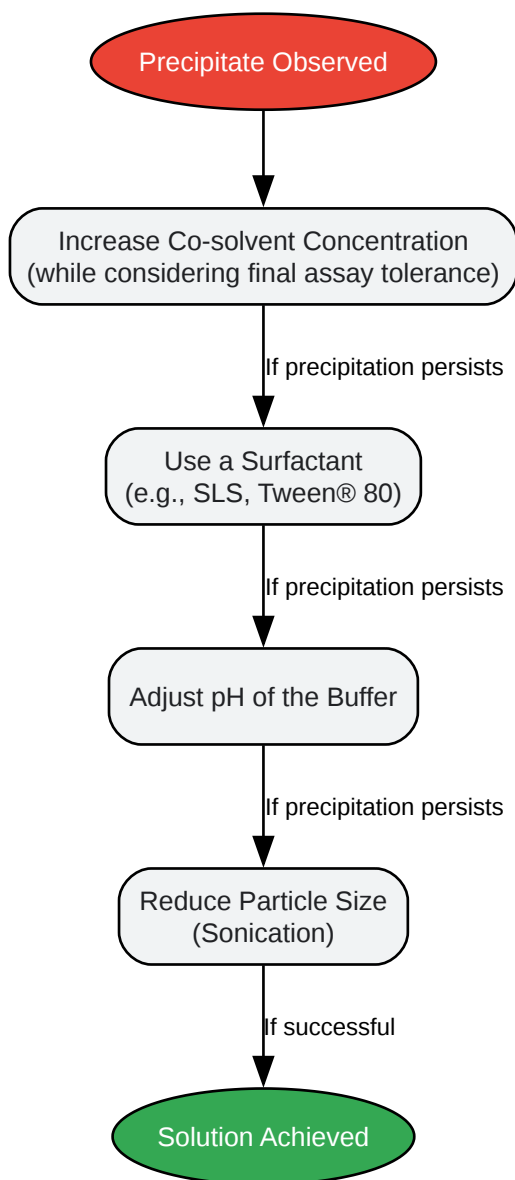 Precipitate Observed
Increase Co-solvent Concentration
(while considering final assay tolerance)
If precipitation persists
Use a Surfactant
(e.g., SLS, Tween® 80)
If precipitation persists
Adjust pH of the Buffer
If precipitation persists
Reduce Particle Size
(Sonication)
If successful
Solution Achieved